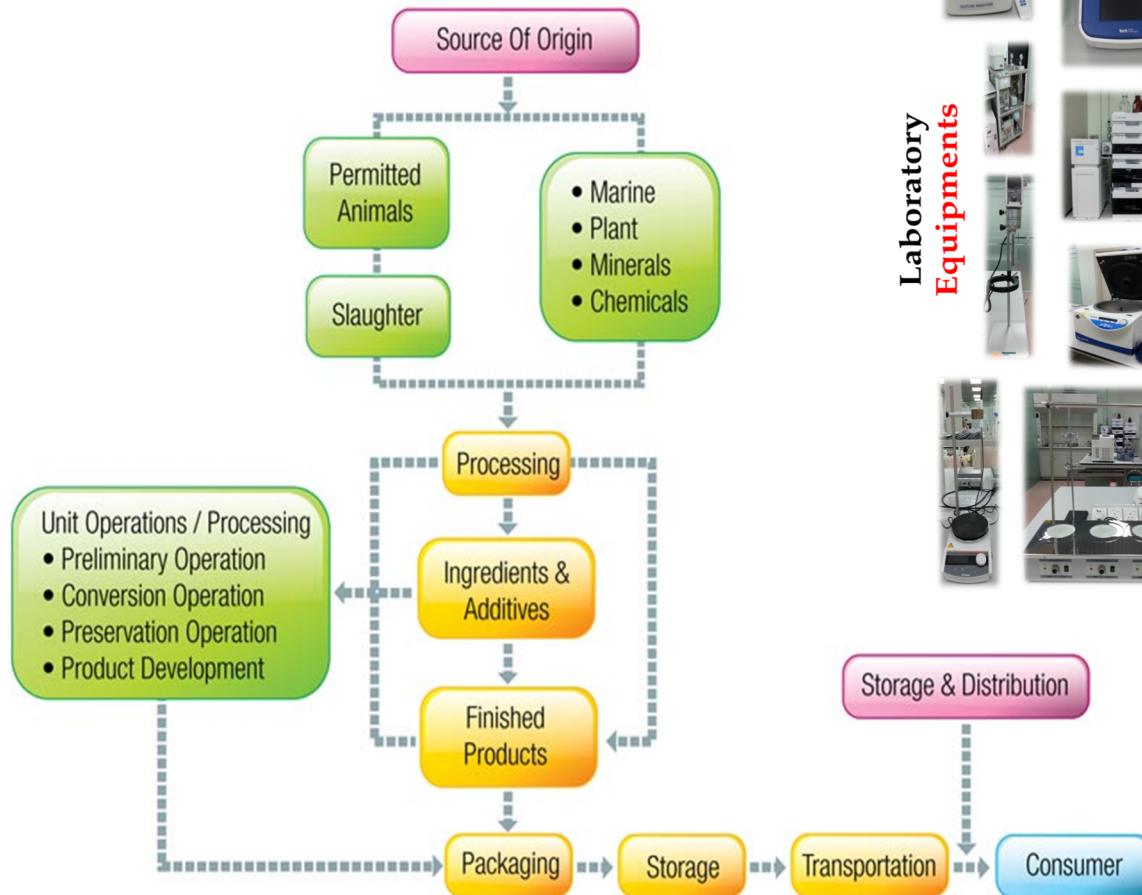 Source Of Origin
Permitted
Animals
Slaughter
• Marine
• Plant
• Minerals
• Chemicals
Processing
Unit Operations / Processing
• Preliminary Operation
• Conversion Operation
• Preservation Operation
• Product Development
Ingredients &
Additives
Finished
Products
Packaging
Storage
Transportation
Storage & Distribution
Consumer
Laboratory
Equipments